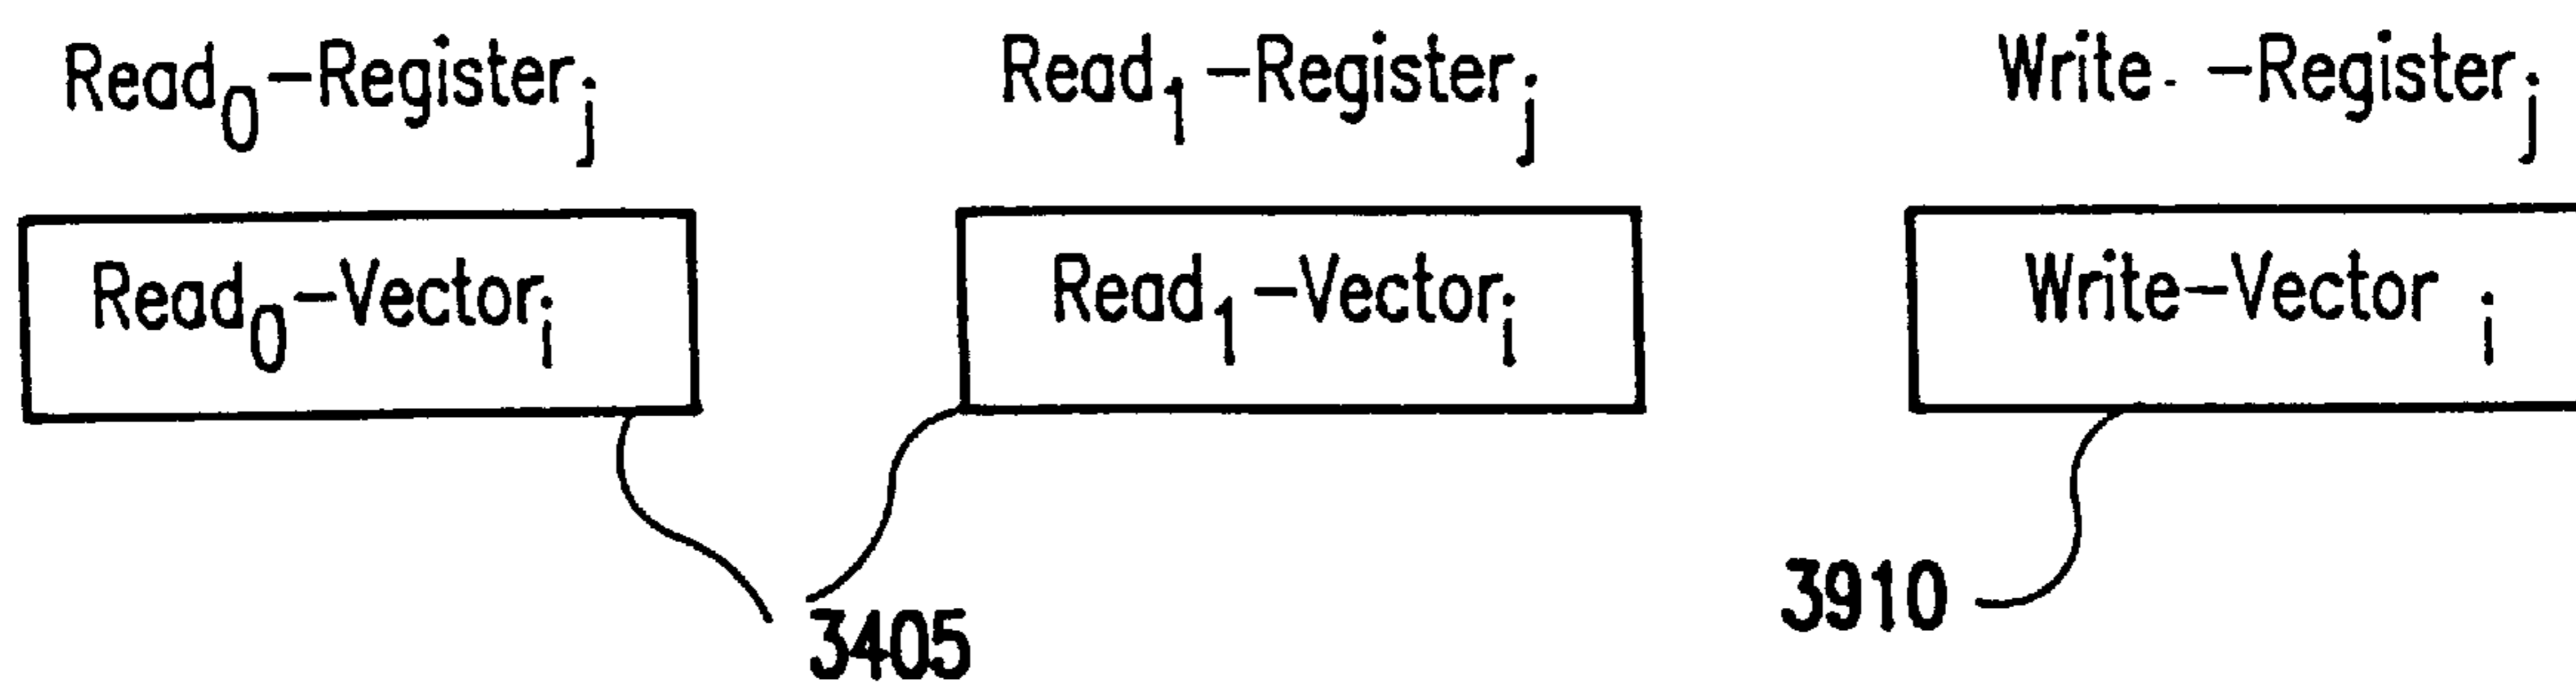 Read0-Registerj Read1-Registerj Write--Registerj
Read0-Vectori Read1-Vectori Write-Vector i
3405 3910